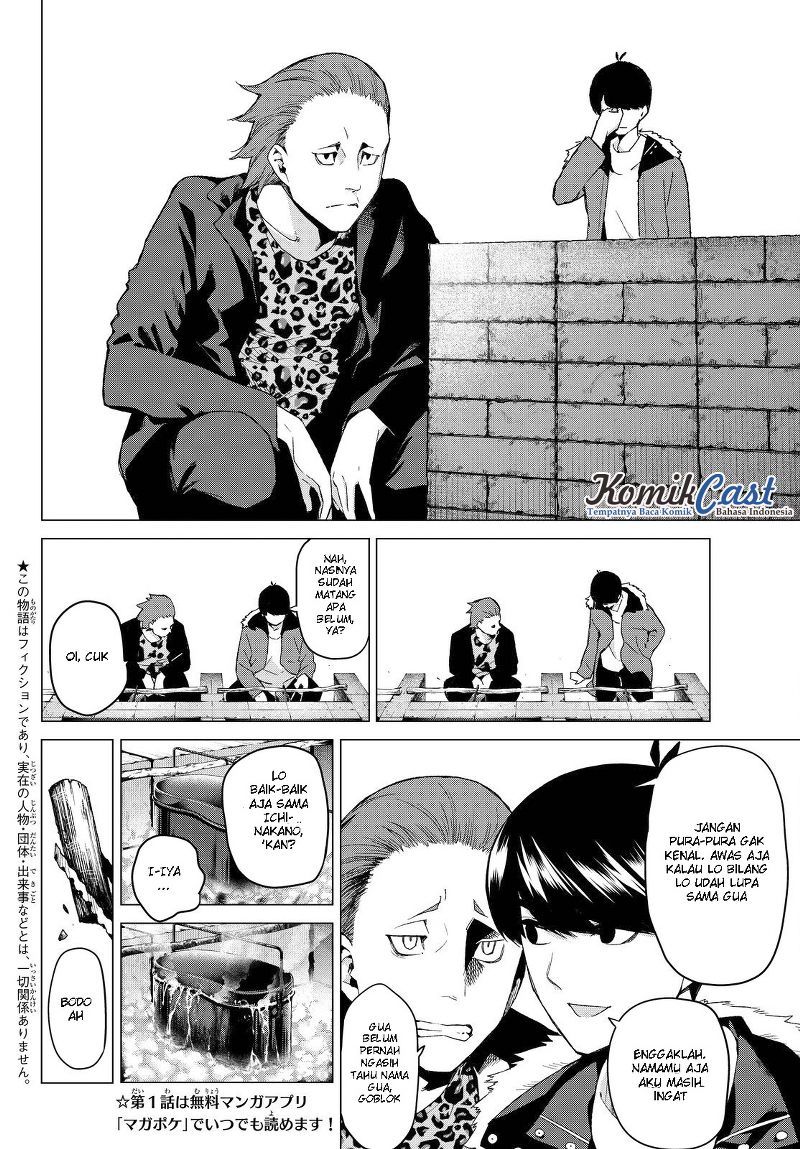 KomikCast
Tempatnya Baca Komik Bahasa Indonesia
NAH,
NASINYA
SUDAH
MATANG
APA
BELUM,
YA?
OI, CUK
JANGAN
PURA-PURA GAK
KENAL. AWAS AJA
KALAU LO BILANG
LO UDAH LUPA
SAMA GUA
ENGGAKLAH. NAMAMU AJA
AKU MASIH
INGAT
GUA
BELUM
PERNAH
NGASIH
TAHU NAMA
GUA,
GOBLOK
LO
BAIK-BAIK
AJA SAMA
ICHI-
NAKANO,
'KAN?
I-IYA
...
BODO
AH
★この物語はフィクションであり、実在の人物・団体・出来事などとは、一切関係ありません。
☆第1話は無料マンガアプリ
「マガポケ」でいつでも読めます！